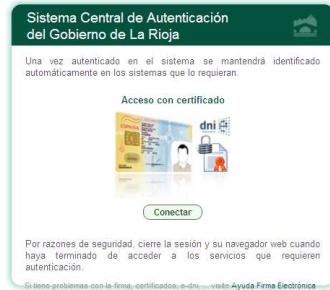 Sistema Central de Autenticación
del Gobierno de La Rioja
Una vez autenticado en el sistema se mantendrá identificado
automáticamente en los sistemas que lo requieran.
Acceso con certificado
ESPAÑA
dni
Conectar
Por razones de seguridad, cierre la sesión y su navegador web cuando
haya terminado de acceder a los servicios que requieren
autenticación.
Si tiene problemas con la firma, certificados, e-dni, ... visite Ayuda Firma Electrónica